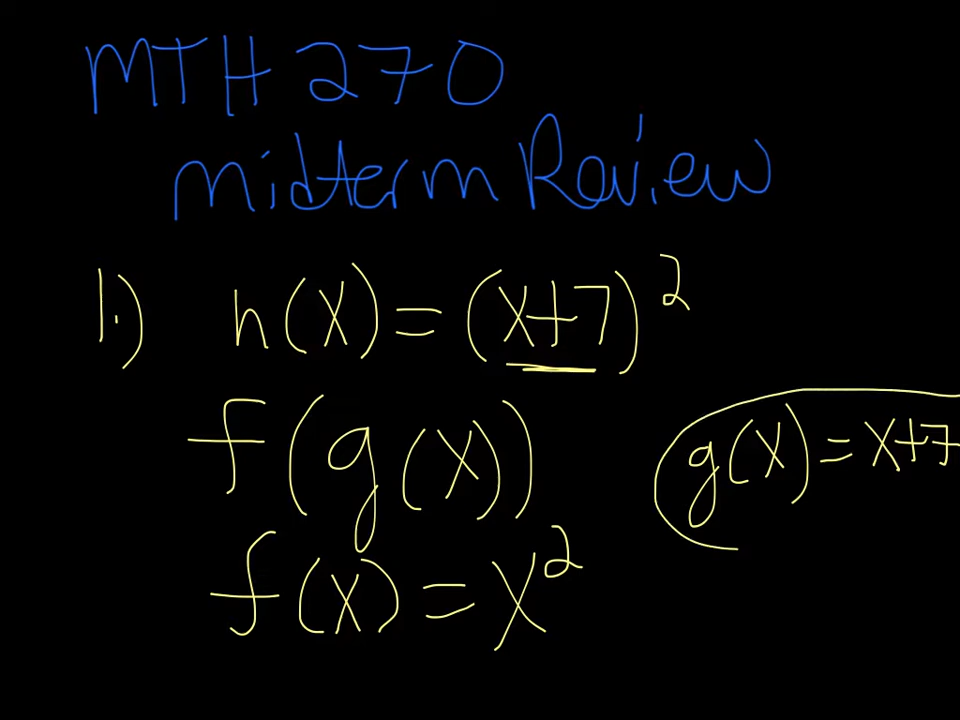 MTH 270
midterm Review
1.) h(x) = (x+7)²
f(g(x))
g(x) = x+7
f(x) = x²